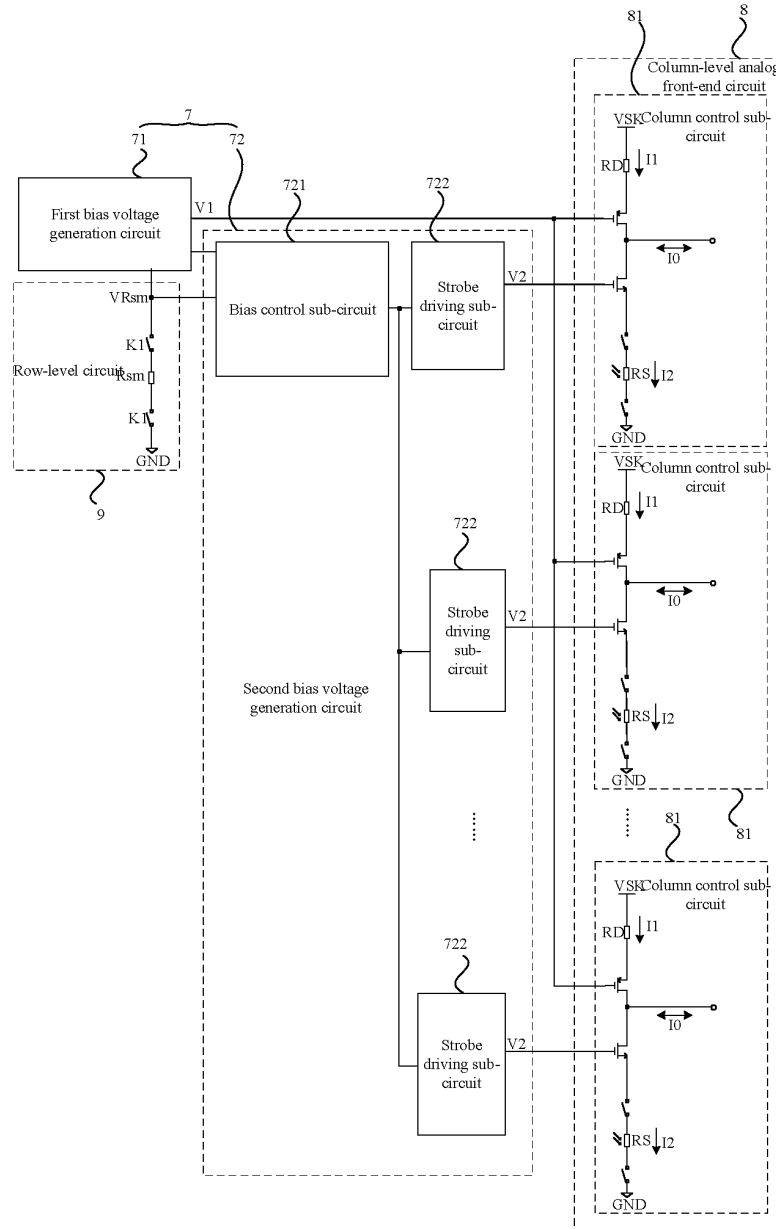 8
81
Column-level analog
front-end circuit
7
71
72
VSK
Column control sub-
circuit
RD
I1
721
722
First bias voltage
generation circuit
V1
I0
Bias control sub-circuit
Strobe
driving sub-
circuit
V2
VRsm
K1
Row-level circuit
Rsm
RS
I2
K1
GND
GND
9
VSK
Column control sub-
circuit
RD
I1
722
Strobe
driving
sub-
circuit
V2
I0
Second bias voltage
generation circuit
RS
I2
GND
81
81
VSK
Column control sub-
circuit
RD
I1
722
Strobe
driving sub-
circuit
V2
I0
RS
I2
GND